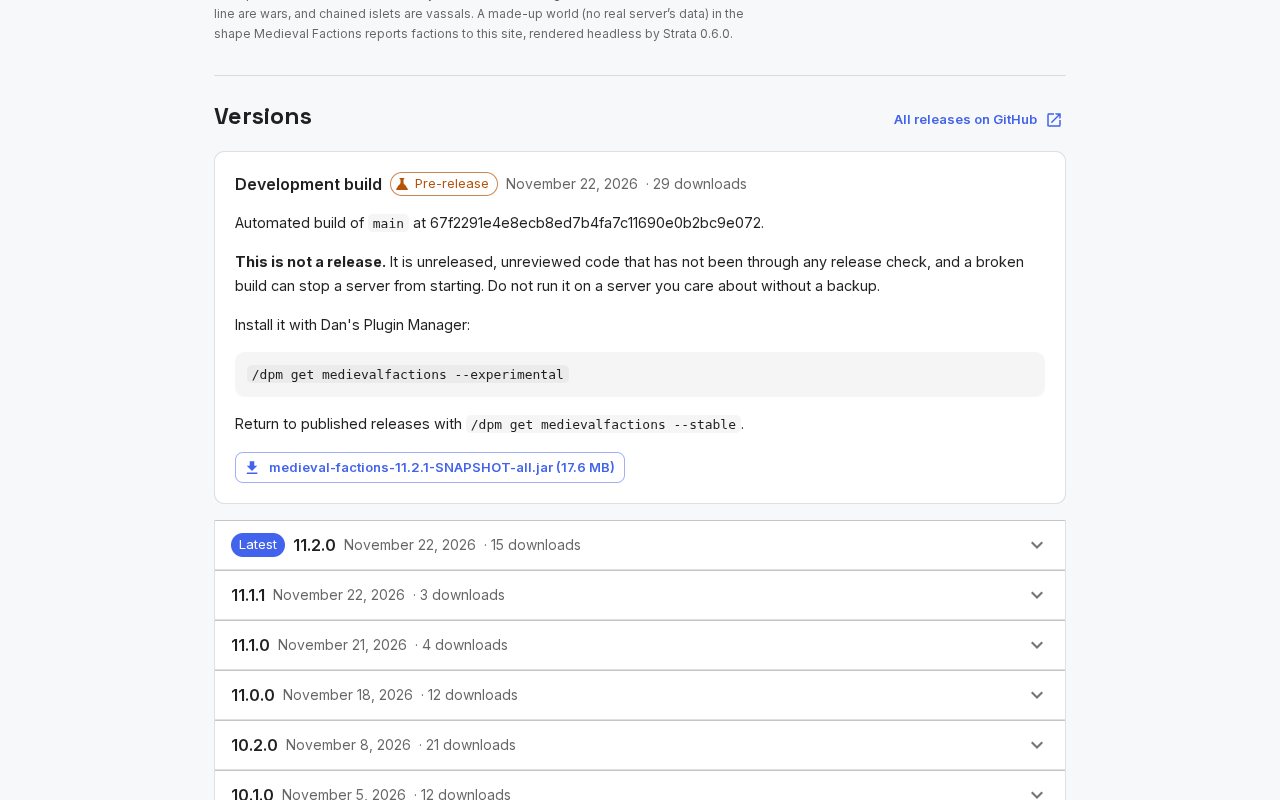 line are wars, and chained islets are vassals. A made-up world (no real server's data) in the
shape Medieval Factions reports factions to this site, rendered headless by Strata 0.6.0.
Versions
All releases on GitHub
Development build Pre-release November 22, 2026 · 29 downloads
Automated build of main at 67f2291e4e8ecb8ed7b4fa7c11690e0b2bc9e072.
This is not a release. It is unreleased, unreviewed code that has not been through any release check, and a broken
build can stop a server from starting. Do not run it on a server you care about without a backup.
Install it with Dan's Plugin Manager:
/dpm get medievalfactions --experimental
Return to published releases with /dpm get medievalfactions --stable.
medieval-factions-11.2.1-SNAPSHOT-all.jar (17.6 MB)
Latest 11.2.0 November 22, 2026 · 15 downloads
11.1.1 November 22, 2026 · 3 downloads
11.1.0 November 21, 2026 · 4 downloads
11.0.0 November 18, 2026 · 12 downloads
10.2.0 November 8, 2026 · 21 downloads
10.1.0 November 5, 2026 · 12 downloads